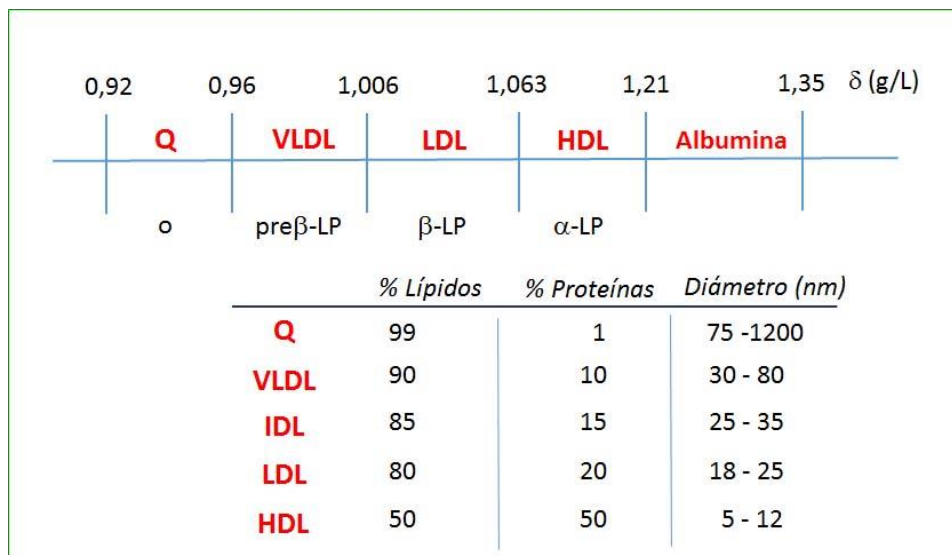 0,92 0,96 1,006 1,063 1,21 1,35 δ (g/L)
Q VLDL LDL HDL Albumina
o preβ-LP β-LP α-LP
% Lípidos % Proteínas Diámetro (nm)
Q 99 1 75 -1200
VLDL 90 10 30 - 80
IDL 85 15 25 - 35
LDL 80 20 18 - 25
HDL 50 50 5 - 12